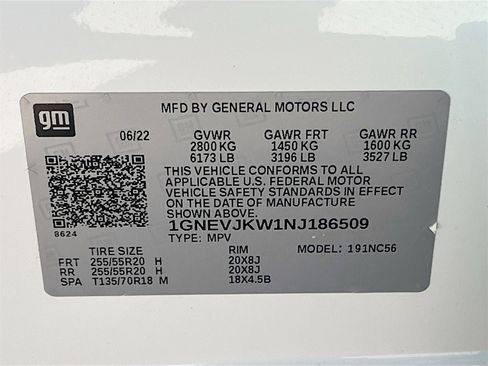 gm
MFD BY GENERAL MOTORS LLC
06/22 GVWR GAWR FRT GAWR RR
2800 KG 1450 KG 1600 KG
6173 LB 3196 LB 3527 LB
THIS VEHICLE CONFORMS TO ALL
APPLICABLE U.S. FEDERAL MOTOR
VEHICLE SAFETY STANDARDS IN EFFECT
ON THE DATE OF MANUFACTURE
SHOWN ABOVE.
8624
1GNEVJKW1NJ186509
TYPE: MPV MODEL: 191NC56
TIRE SIZE RIM
FRT 255/55R20 H 20X8J
RR 255/55R20 H 20X8J
SPA T135/70R18 M 18X4.5B